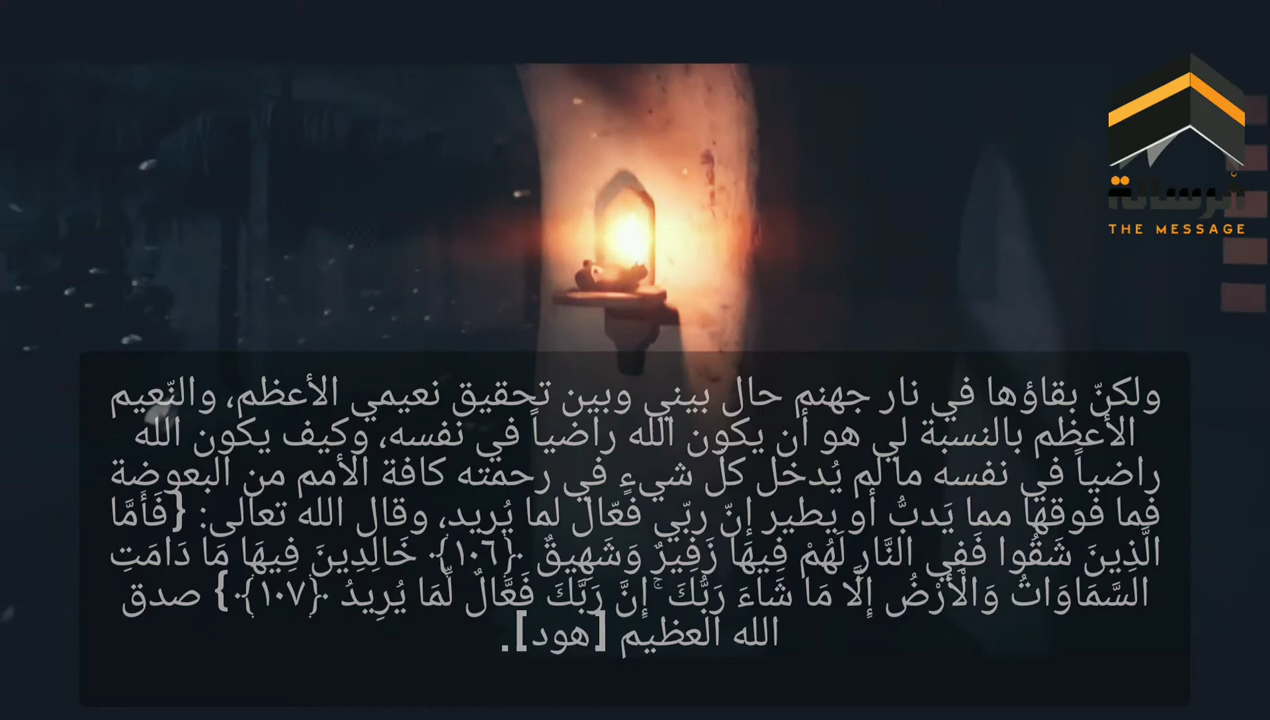 الرسالة
THE MESSAGE
ولكنّ بقاؤها في نار جهنم حال بيني وبين تحقيق نعيمي الأعظم، والنّعيم
الأعظم بالنسبة لي هو أن يكون الله راضياً في نفسه، وكيف يكون الله
راضياً في نفسه ما لم يُدخل كل شيءٍ في رحمته كافة الأمم من البعوضة
فما فوقها مما يَدبُّ أو يطير إنّ ربّي فعّال لما يُريد، وقال الله تعالى: {فَأَمَّا
الَّذِينَ شَقُوا فَفِي النَّارِ لَهُمْ فِيهَا زَفِيرٌ وَشَهِيقٌ ﴿١٠٦﴾ خَالِدِينَ فِيهَا مَا دَامَتِ
السَّمَاوَاتُ وَالْأَرْضُ إِلَّا مَا شَاءَ رَبُّكَ ۚ إِنَّ رَبَّكَ فَعَّالٌ لِّمَا يُرِيدُ ﴿١٠٧﴾} صدق
الله العظيم [هود].